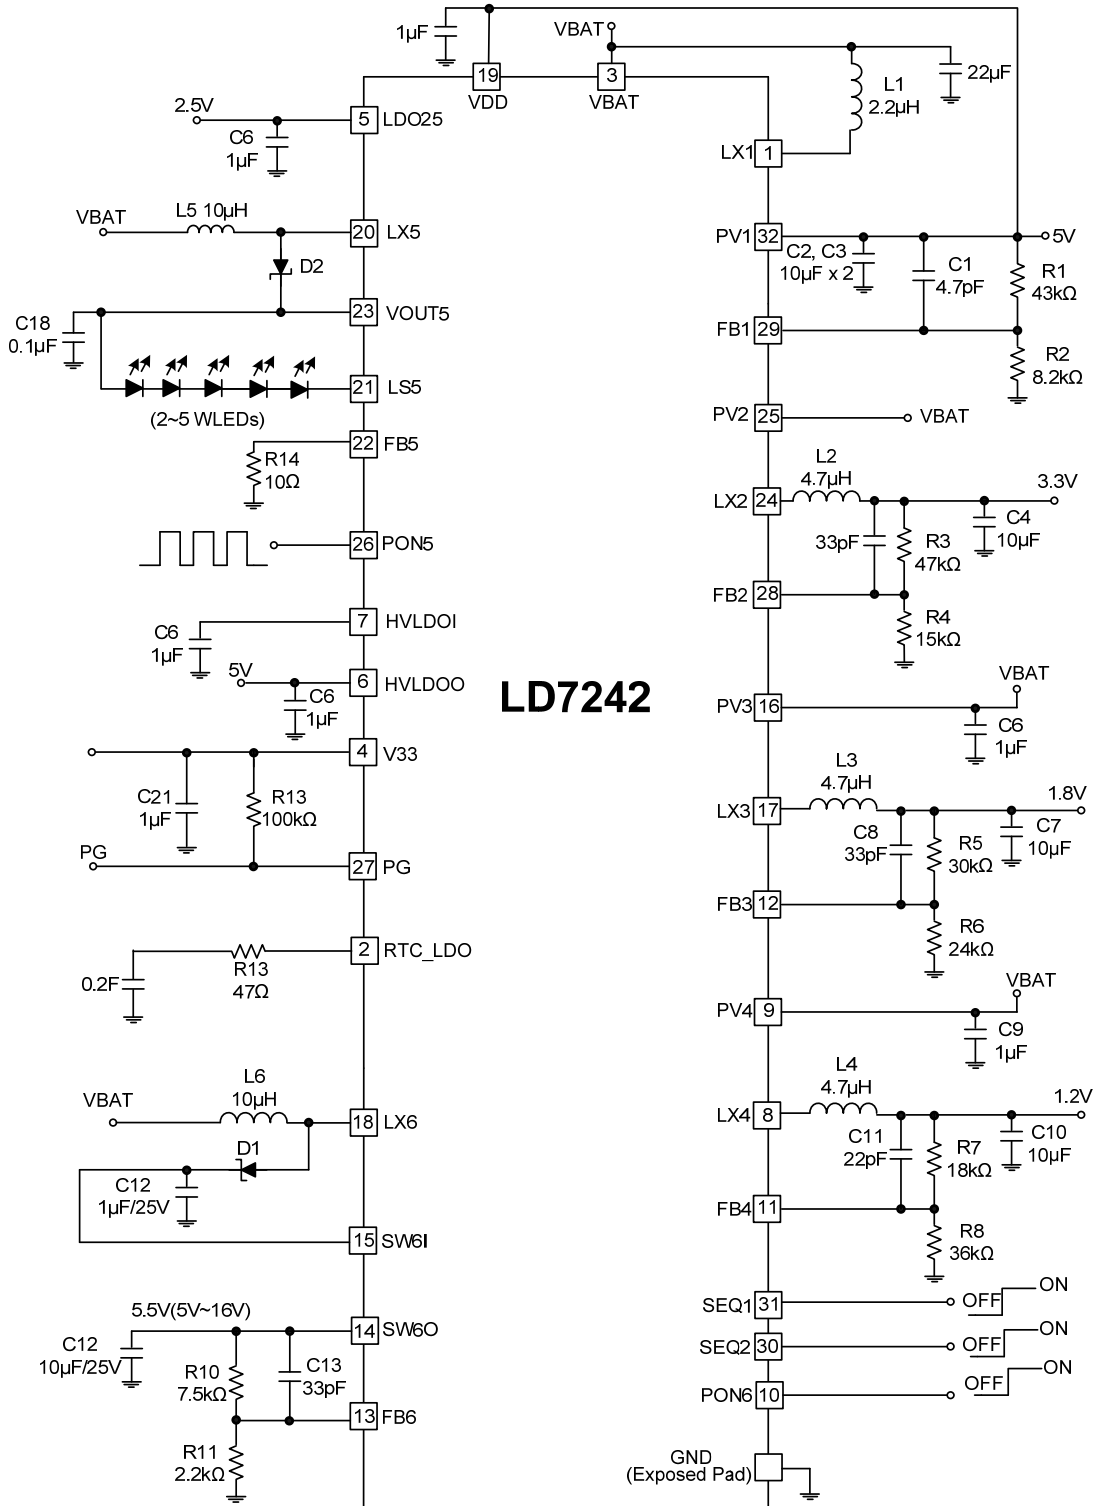 1µF
VBAT
19
VDD
3
VBAT
22µF
L1
2.2µH
2.5V
5
LDO25
C6
1µF
LX1
1
VBAT
L5 10µH
20
LX5
D2
PV1
32
5V
C2, C3
10µF x 2
C1
4.7pF
R1
43kΩ
C18
0.1µF
23
VOUT5
FB1
29
R2
8.2kΩ
21
LS5
(2~5 WLEDs)
PV2
25
VBAT
22
FB5
R14
10Ω
L2
4.7µH
LX2
24
3.3V
33pF
R3
47kΩ
C4
10µF
26
PON5
FB2
28
R4
15kΩ
7
HVLDOI
C6
1µF
5V
6
HVLDOO
C6
1µF
LD7242
VBAT
PV3
16
C6
1µF
4
V33
C21
1µF
R13
100kΩ
L3
4.7µH
LX3
17
1.8V
C8
33pF
R5
30kΩ
C7
10µF
PG
27
PG
FB3
12
R6
24kΩ
2
RTC_LDO
0.2F
R13
47Ω
VBAT
PV4
9
C9
1µF
L6
10µH
VBAT
18
LX6
L4
4.7µH
LX4
8
1.2V
D1
C11
22pF
R7
18kΩ
C10
10µF
C12
1µF/25V
FB4
11
15
SW6I
R8
36kΩ
SEQ1
31
OFF
ON
5.5V(5V~16V)
14
SW6O
SEQ2
30
OFF
ON
C12
10µF/25V
R10
7.5kΩ
C13
33pF
PON6
10
OFF
ON
13
FB6
R11
2.2kΩ
GND
(Exposed Pad)